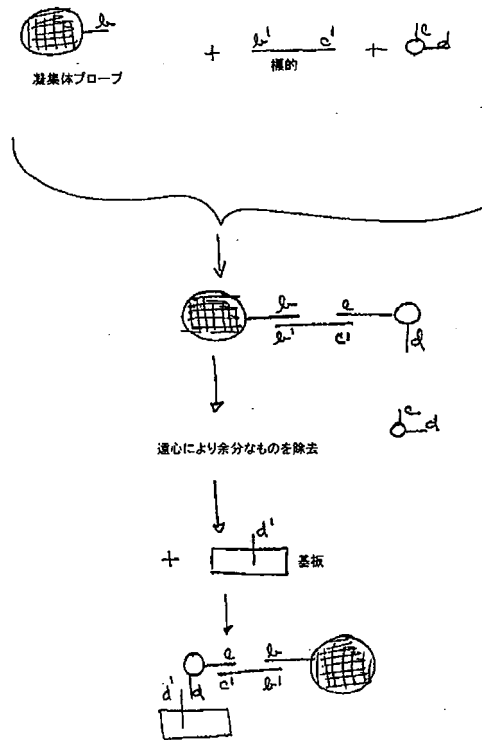 b
+ b' c' + c d
凝集体プローブ 標的
b c
b' c' d
c d
遠心により余分なものを除去
d'
+ 基板
c b
d' d c' b'